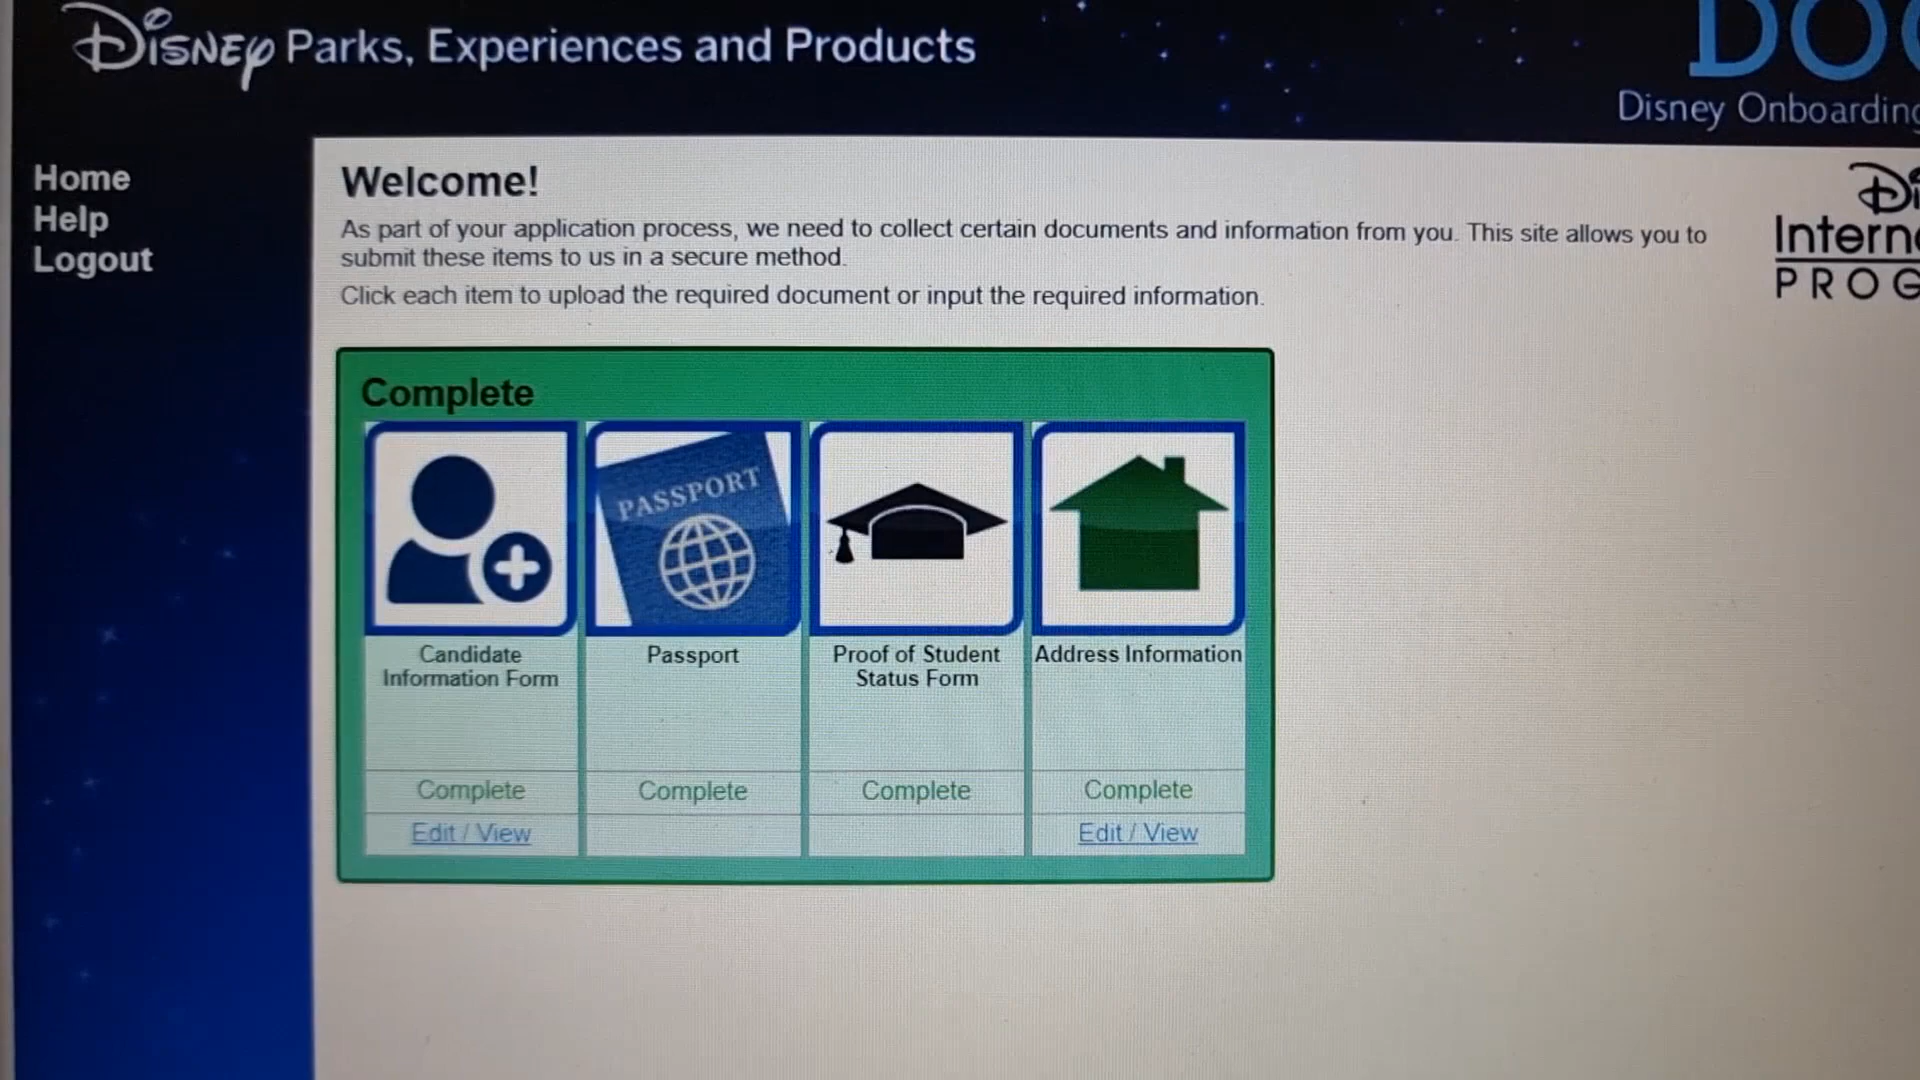 Disney Parks, Experiences and Products
Disney Onboarding
Home
Help
Logout
Welcome!
As part of your application process, we need to collect certain documents and information from you. This site allows you to
submit these items to us in a secure method.
Click each item to upload the required document or input the required information.
Complete
PASSPORT
Candidate
Information Form
Passport
Proof of Student
Status Form
Address Information
Complete
Complete
Complete
Complete
Edit / View
Edit / View